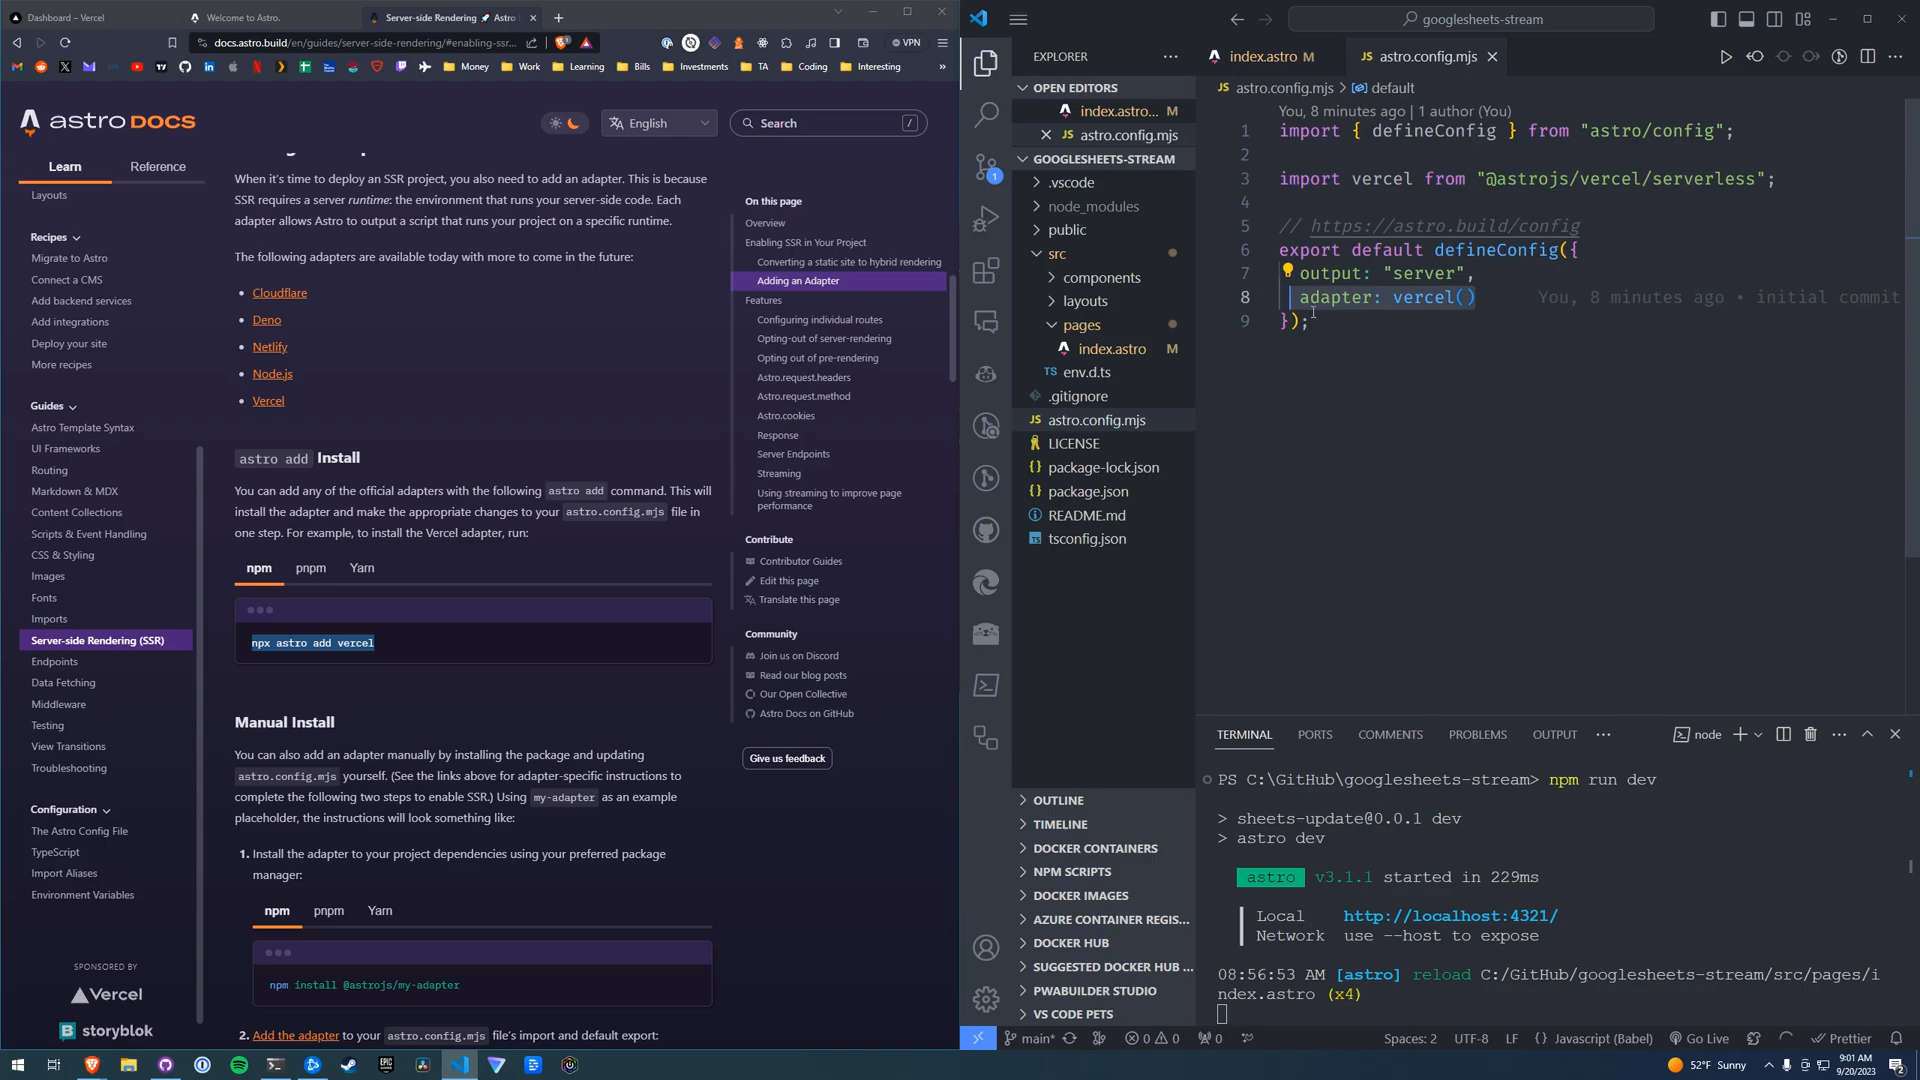 Dashboard – Vercel
Welcome to Astro.
Server-side Rendering 🚀 Astro
docs.astro.build/en/guides/server-side-rendering/#enabling-ssr...
VPN
Money
Work
Learning
Bills
Investments
TA
Coding
Interesting
»
astro DOCS
English
Search
/
Learn
Reference
Layouts
Recipes
Migrate to Astro
Connect a CMS
Add backend services
Add integrations
Deploy your site
More recipes
Guides
Astro Template Syntax
UI Frameworks
Routing
Markdown & MDX
Content Collections
Scripts & Event Handling
CSS & Styling
Images
Fonts
Imports
Server-side Rendering (SSR)
Endpoints
Data Fetching
Middleware
Testing
View Transitions
Troubleshooting
Configuration
The Astro Config File
TypeScript
Import Aliases
Environment Variables
SPONSORED BY
Vercel
storyblok
When it's time to deploy an SSR project, you also need to add an adapter. This is because
SSR requires a server runtime: the environment that runs your server-side code. Each
adapter allows Astro to output a script that runs your project on a specific runtime.
The following adapters are available today with more to come in the future:
• Cloudflare
• Deno
• Netlify
• Node.js
• Vercel
astro add Install
You can add any of the official adapters with the following astro add command. This will
install the adapter and make the appropriate changes to your astro.config.mjs file in
one step. For example, to install the Vercel adapter, run:
npm pnpm Yarn
npx astro add vercel
Manual Install
You can also add an adapter manually by installing the package and updating
astro.config.mjs yourself. (See the links above for adapter-specific instructions to
complete the following two steps to enable SSR.) Using my-adapter as an example
placeholder, the instructions will look something like:
1. Install the adapter to your project dependencies using your preferred package
manager:
npm pnpm Yarn
npm install @astrojs/my-adapter
2. Add the adapter to your astro.config.mjs file's import and default export:
On this page
Overview
Enabling SSR in Your Project
Converting a static site to hybrid rendering
Adding an Adapter
Features
Configuring individual routes
Opting-out of server-rendering
Opting out of pre-rendering
Astro.request.headers
Astro.request.method
Astro.cookies
Response
Server Endpoints
Streaming
Using streaming to improve page
performance
Contribute
Contributor Guides
Edit this page
Translate this page
Community
Join us on Discord
Read our blog posts
Our Open Collective
Astro Docs on GitHub
Give us feedback
googlesheets-stream
EXPLORER
OPEN EDITORS
index.astro... M
astro.config.mjs
GOOGLESHEETS-STREAM
.vscode
node_modules
public
src
components
layouts
pages
index.astro M
env.d.ts
.gitignore
astro.config.mjs
LICENSE
package-lock.json
package.json
README.md
tsconfig.json
OUTLINE
TIMELINE
DOCKER CONTAINERS
NPM SCRIPTS
DOCKER IMAGES
AZURE CONTAINER REGIS...
DOCKER HUB
SUGGESTED DOCKER HUB ...
PWABUILDER STUDIO
VS CODE PETS
1
index.astro M
JS astro.config.mjs
JS astro.config.mjs > default
You, 8 minutes ago | 1 author (You)
1 import { defineConfig } from "astro/config";
2
3 import vercel from "@astrojs/vercel/serverless";
4
5 // https://astro.build/config
6 export default defineConfig({
7 output: "server",
8 adapter: vercel() You, 8 minutes ago • initial commit
9 });
TERMINAL PORTS COMMENTS PROBLEMS OUTPUT ... node
PS C:\GitHub\googlesheets-stream> npm run dev
> sheets-update@0.0.1 dev
> astro dev
astro v3.1.1 started in 229ms
Local http://localhost:4321/
Network use --host to expose
08:56:53 AM [astro] reload C:/GitHub/googlesheets-stream/src/pages/i
ndex.astro (x4)
main* 0 0 0 Spaces: 2 UTF-8 LF {} Javascript (Babel) Go Live Prettier
52°F Sunny
9:01 AM
9/20/2023